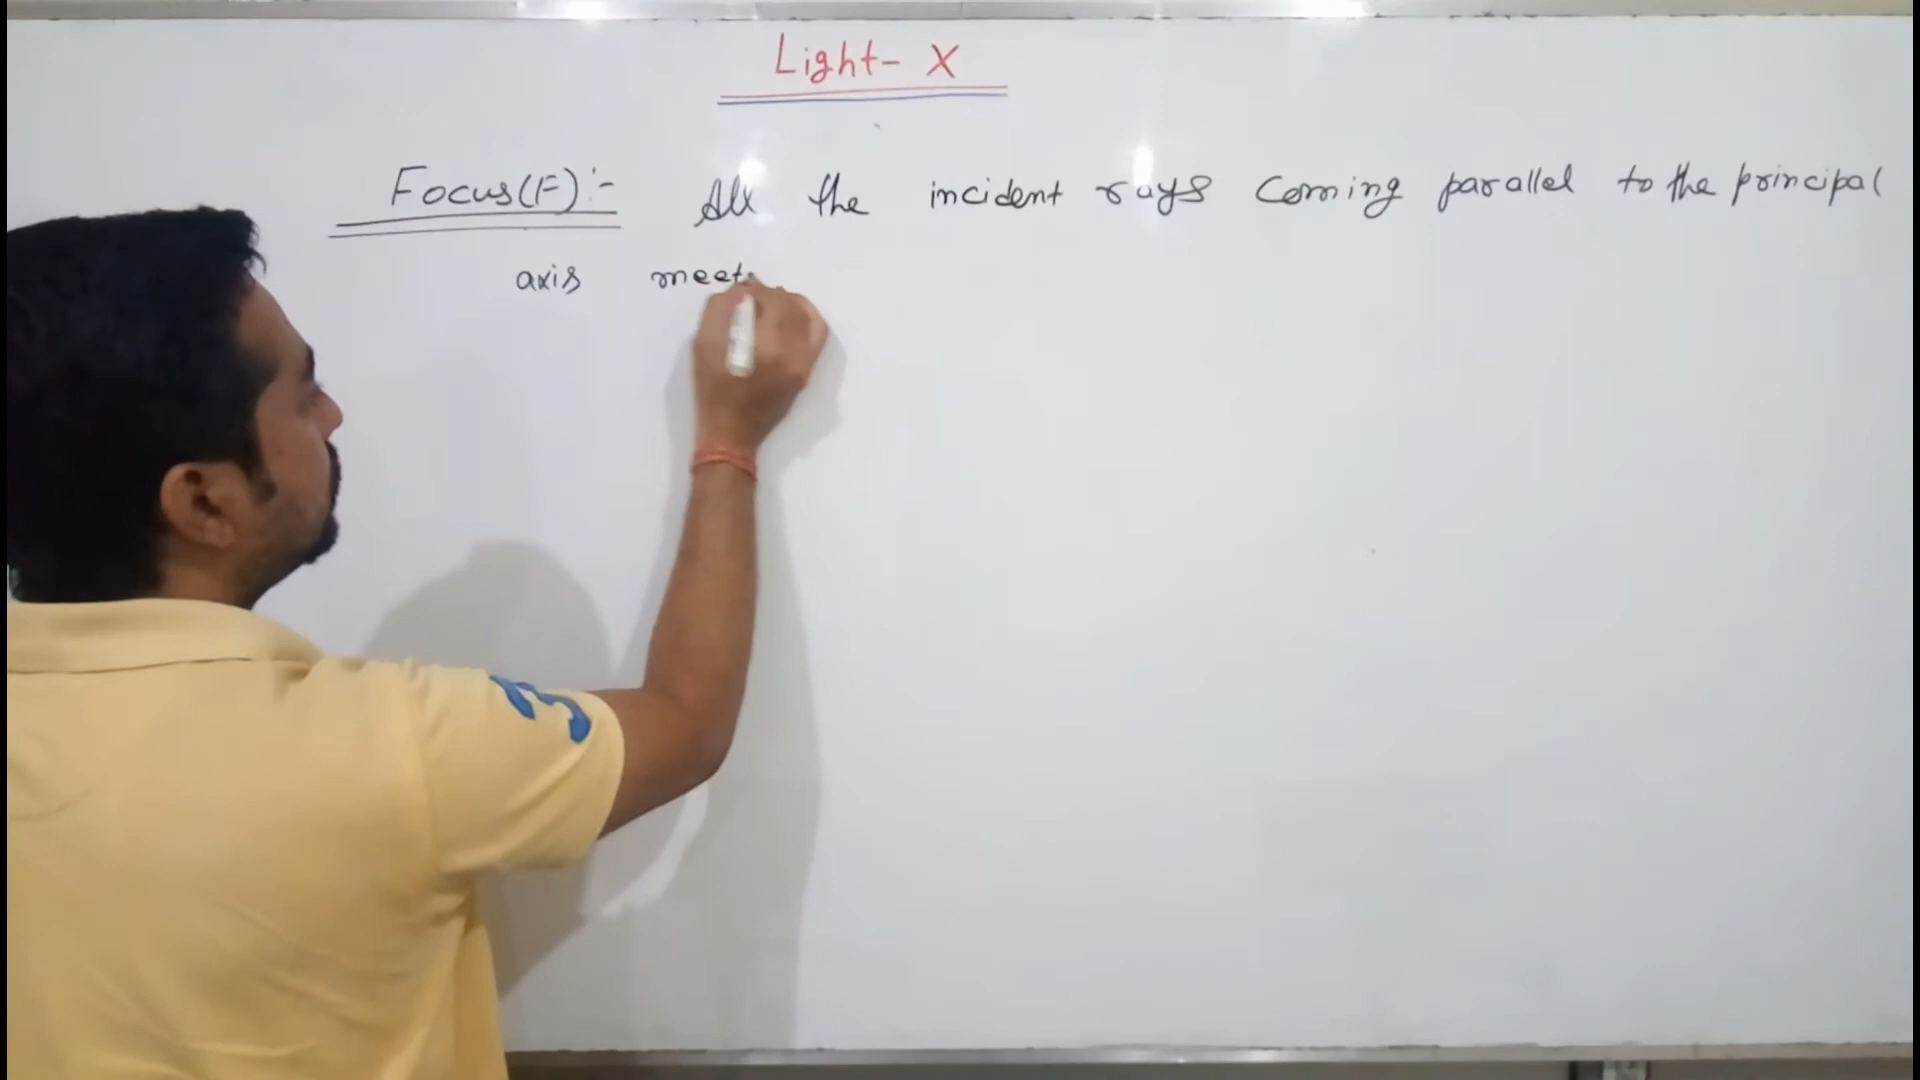 Light- X
Focus(F):- All the incident rays coming parallel to the principal
axis meet